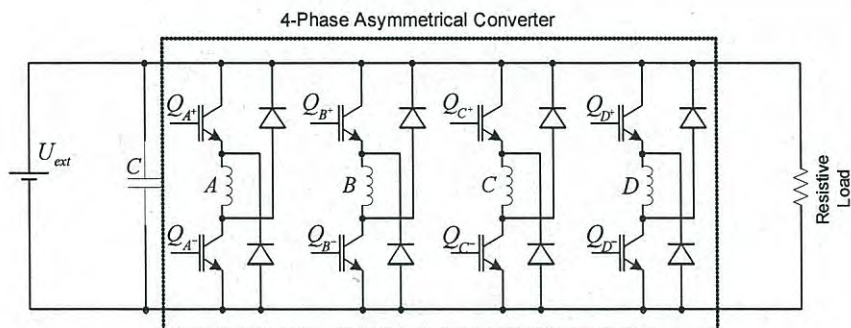 4-Phase Asymmetrical Converter
Q_{A^+} Q_{B^+} Q_{C^+} Q_{D^+}
U_{ext} C A B C D
Q_{A^-} Q_{B^-} Q_{C^-} Q_{D^-}
Resistive
Load